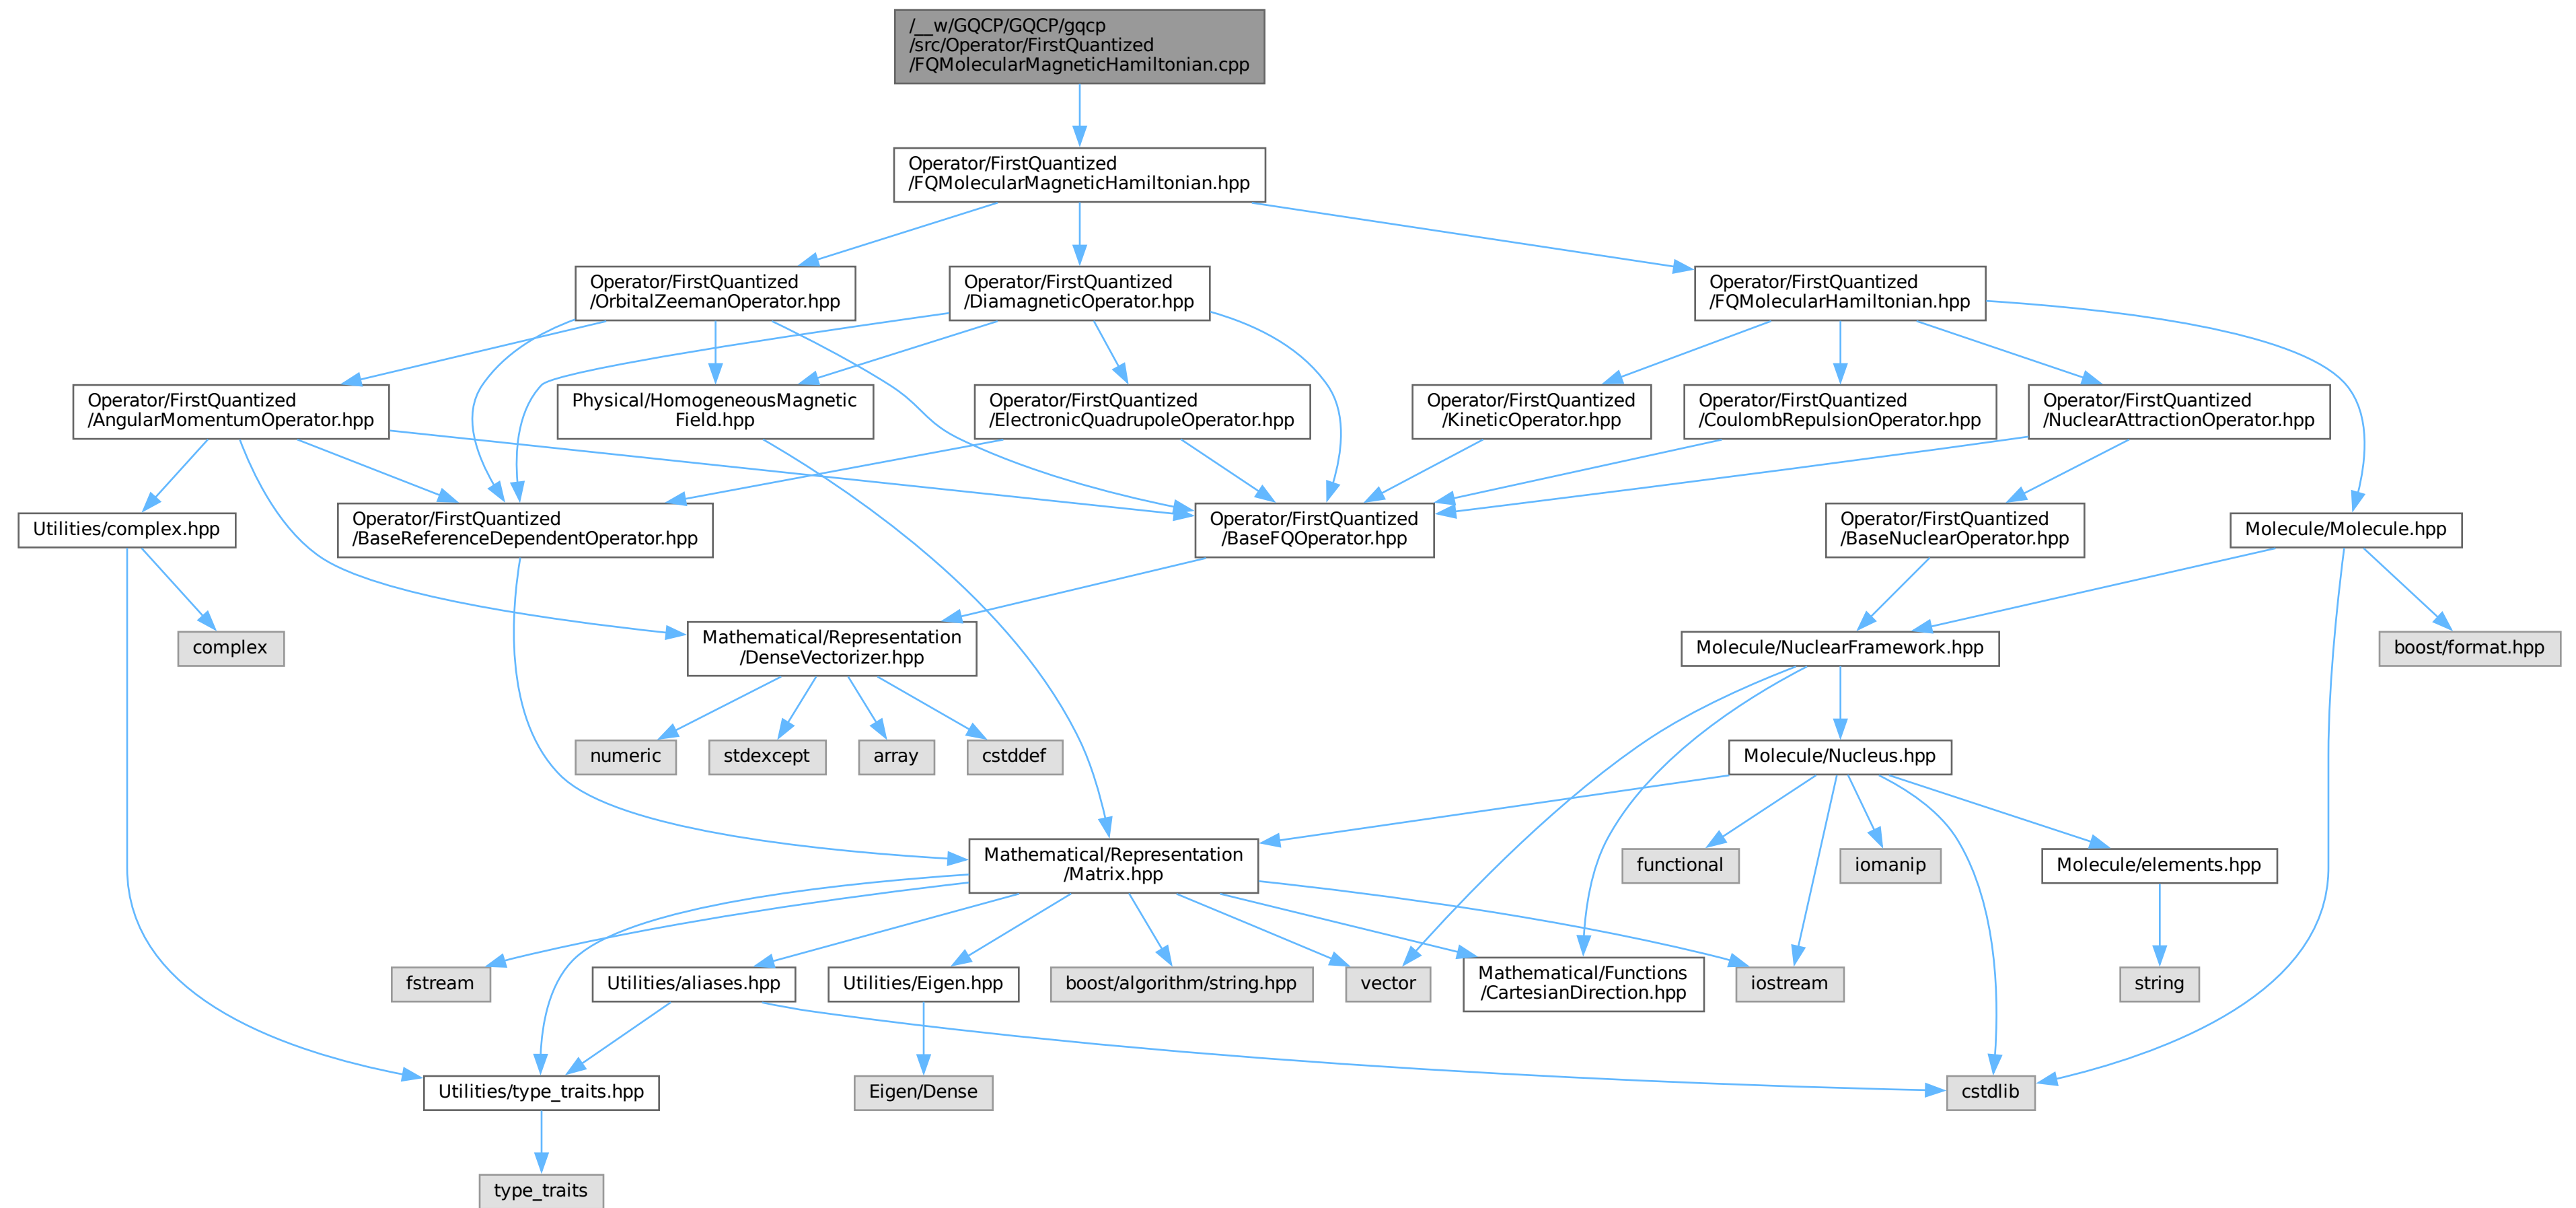 /__w/GQCP/GQCP/gqcp
/src/Operator/FirstQuantized
/FQMolecularMagneticHamiltonian.cpp
Operator/FirstQuantized
/FQMolecularMagneticHamiltonian.hpp
Operator/FirstQuantized
/OrbitalZeemanOperator.hpp
Operator/FirstQuantized
/DiamagneticOperator.hpp
Operator/FirstQuantized
/FQMolecularHamiltonian.hpp
Operator/FirstQuantized
/AngularMomentumOperator.hpp
Physical/HomogeneousMagnetic
Field.hpp
Operator/FirstQuantized
/ElectronicQuadrupoleOperator.hpp
Operator/FirstQuantized
/KineticOperator.hpp
Operator/FirstQuantized
/CoulombRepulsionOperator.hpp
Operator/FirstQuantized
/NuclearAttractionOperator.hpp
Utilities/complex.hpp
Operator/FirstQuantized
/BaseReferenceDependentOperator.hpp
Operator/FirstQuantized
/BaseFQOperator.hpp
Operator/FirstQuantized
/BaseNuclearOperator.hpp
Molecule/Molecule.hpp
complex
Mathematical/Representation
/DenseVectorizer.hpp
Molecule/NuclearFramework.hpp
boost/format.hpp
numeric
stdexcept
array
cstddef
Molecule/Nucleus.hpp
Mathematical/Representation
/Matrix.hpp
functional
iomanip
Molecule/elements.hpp
fstream
Utilities/aliases.hpp
Utilities/Eigen.hpp
boost/algorithm/string.hpp
vector
Mathematical/Functions
/CartesianDirection.hpp
iostream
string
Utilities/type_traits.hpp
Eigen/Dense
cstdlib
type_traits